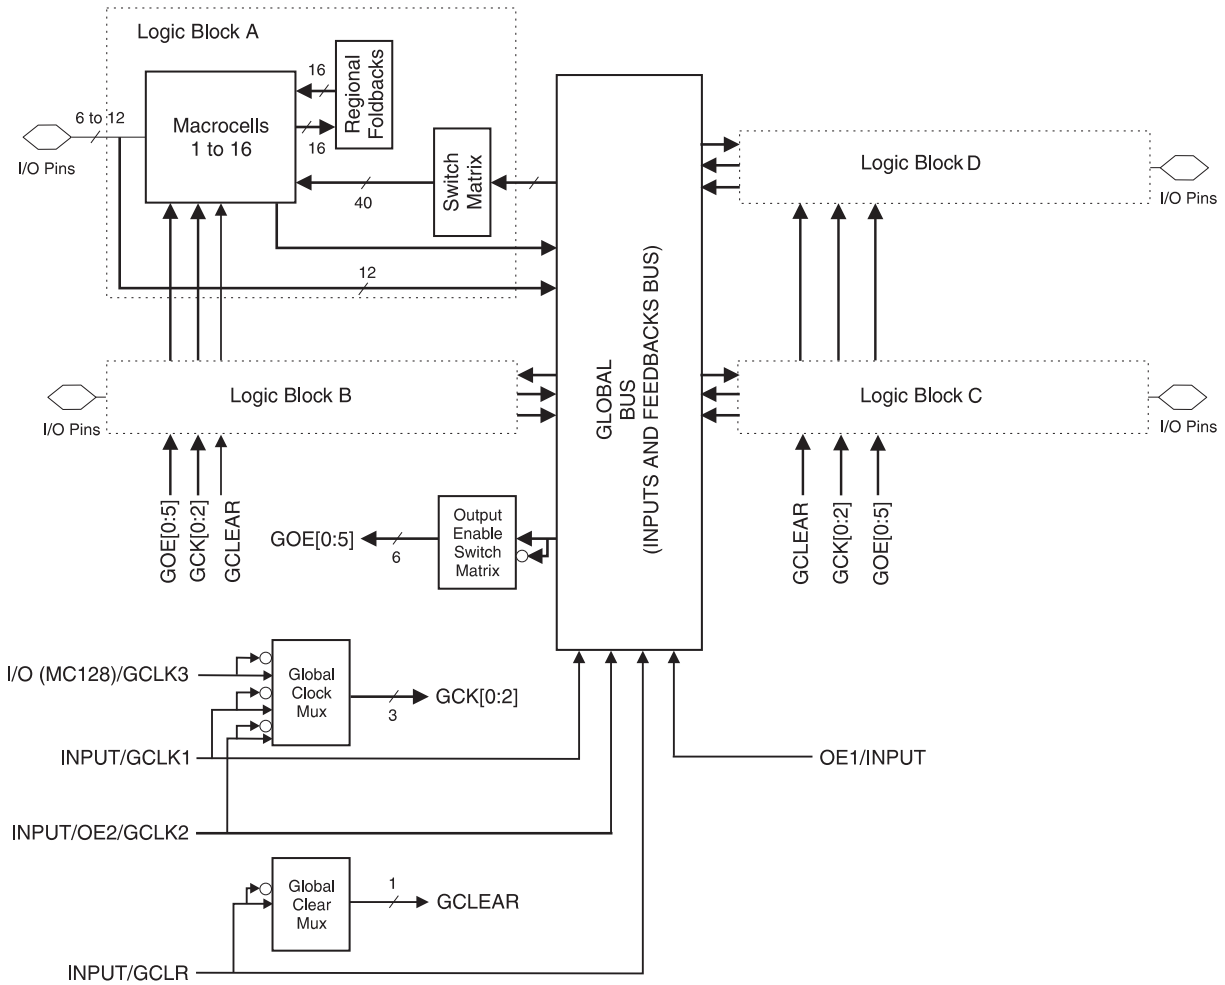 Logic Block A
16
Regional
Foldbacks
6 to 12
Macrocells
1 to 16
16
I/O Pins
Switch
Matrix
40
12
Logic Block D
I/O Pins
GLOBAL
BUS
(INPUTS AND FEEDBACKS BUS)
Logic Block B
I/O Pins
Logic Block C
I/O Pins
GOE[0:5]
GCK[0:2]
GCLEAR
GCLEAR
GCK[0:2]
GOE[0:5]
GOE[0:5]
6
Output
Enable
Switch
Matrix
I/O (MC128)/GCLK3
Global
Clock
Mux
3
GCK[0:2]
INPUT/GCLK1
OE1/INPUT
INPUT/OE2/GCLK2
Global
Clear
Mux
1
GCLEAR
INPUT/GCLR